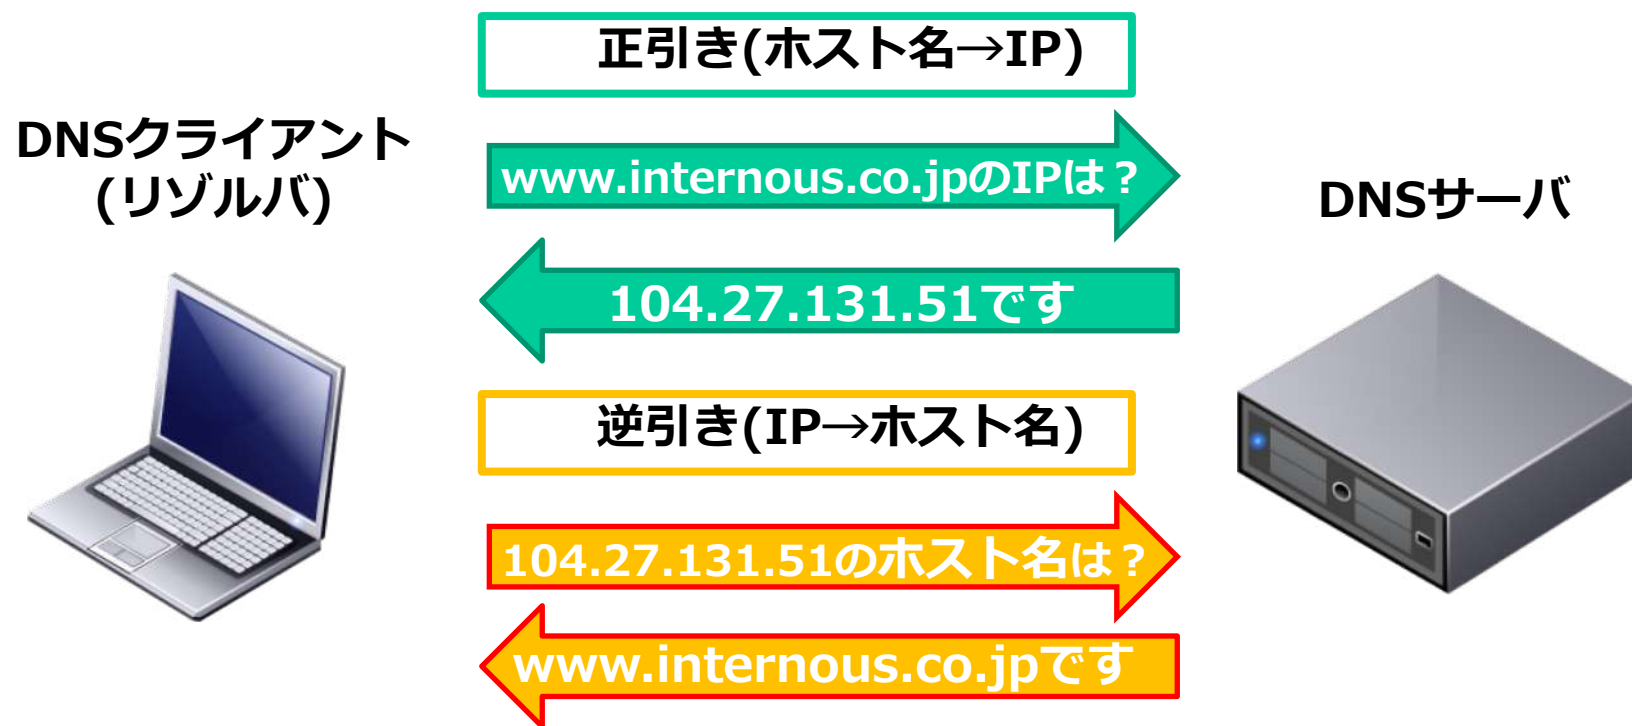 正引き(ホスト名→IP)
DNSクライアント
(リゾルバ)
www.internous.co.jpのIPは？
DNSサーバ
104.27.131.51です
逆引き(IP→ホスト名)
104.27.131.51のホスト名は？
www.internous.co.jpです